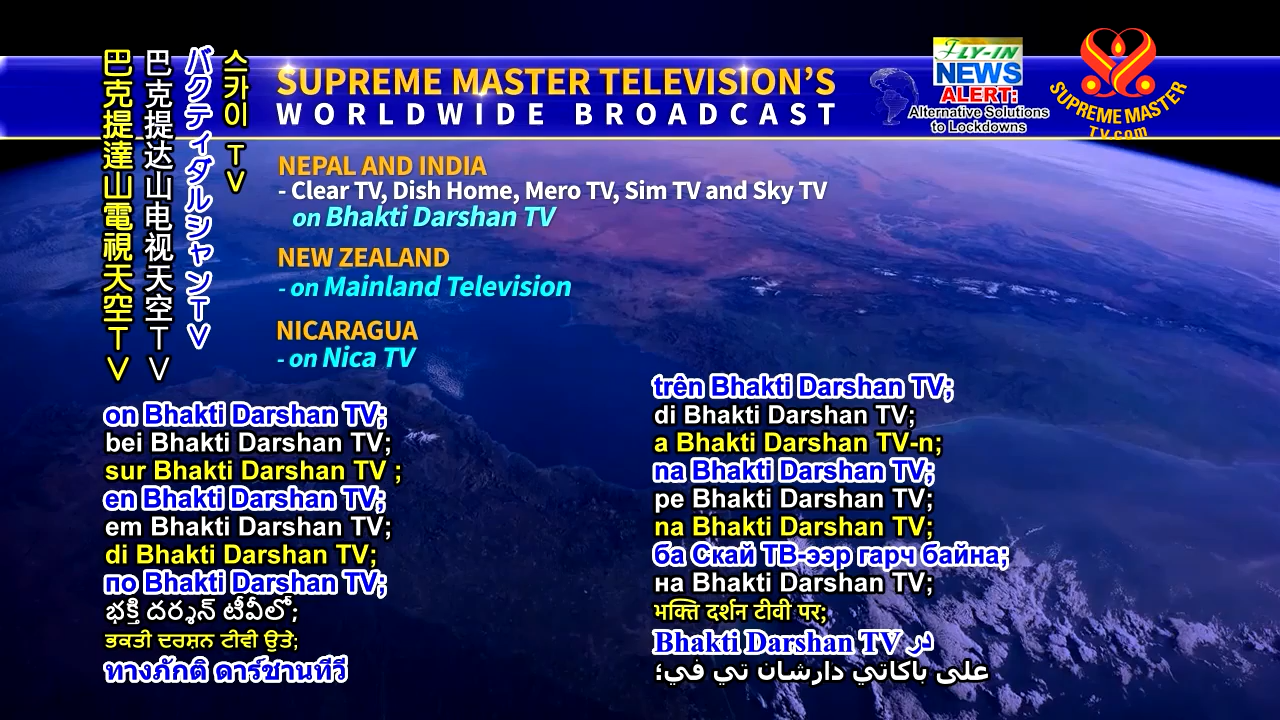 巴克提達山電視天空TV
巴克提达山电视天空TV
バクティダルシャンTV
스카이 TV
SUPREME MASTER TELEVISION'S
WORLDWIDE BROADCAST
FLY-IN
NEWS
ALERT:
Alternative Solutions
to Lockdowns
SUPREME MASTER
TV.com
NEPAL AND INDIA
- Clear TV, Dish Home, Mero TV, Sim TV and Sky TV
on Bhakti Darshan TV
NEW ZEALAND
- on Mainland Television
NICARAGUA
- on Nica TV
on Bhakti Darshan TV;
bei Bhakti Darshan TV;
sur Bhakti Darshan TV ;
en Bhakti Darshan TV;
em Bhakti Darshan TV;
di Bhakti Darshan TV;
по Bhakti Darshan TV;
భక్తి దర్శన్ టీవీలో;
ਭਕਤੀ ਦਰਸ਼ਨ ਟੀਵੀ ਉਤੇ;
ทางภักติ ดาร์ชานทีวี
trên Bhakti Darshan TV;
di Bhakti Darshan TV;
a Bhakti Darshan TV-n;
na Bhakti Darshan TV;
pe Bhakti Darshan TV;
na Bhakti Darshan TV;
ба Скай ТВ-ээр гарч байна;
на Bhakti Darshan TV;
भक्ति दर्शन टीवी पर;
در Bhakti Darshan TV
على باكاتي دارشان تي في؛